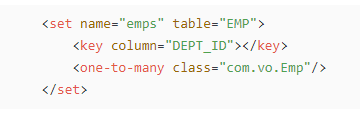 <set name="emps" table="EMP">
<key column="DEPT_ID"></key>
<one-to-many class="com.vo.Emp"/>
</set>